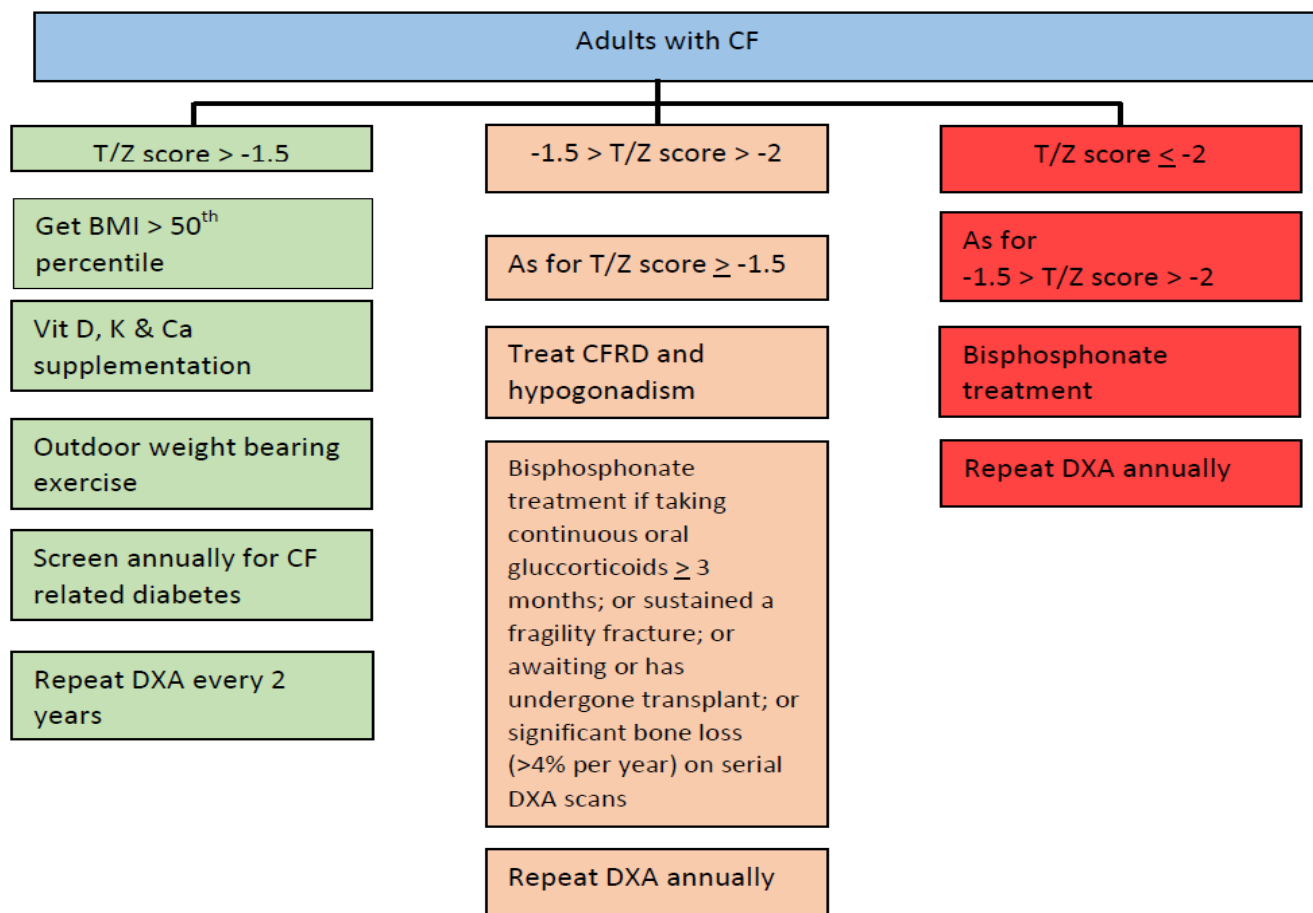 Adults with CF
T/Z score > -1.5
Get BMI > 50th
percentile
Vit D, K & Ca
supplementation
Outdoor weight bearing
exercise
Screen annually for CF
related diabetes
Repeat DXA every 2
years
-1.5 > T/Z score > -2
As for T/Z score ≥ -1.5
Treat CFRD and
hypogonadism
Bisphosphonate
treatment if taking
continuous oral
gluccorticoids ≥ 3
months; or sustained a
fragility fracture; or
awaiting or has
undergone transplant; or
significant bone loss
(>4% per year) on serial
DXA scans
Repeat DXA annually
T/Z score ≤ -2
As for
-1.5 > T/Z score > -2
Bisphosphonate
treatment
Repeat DXA annually